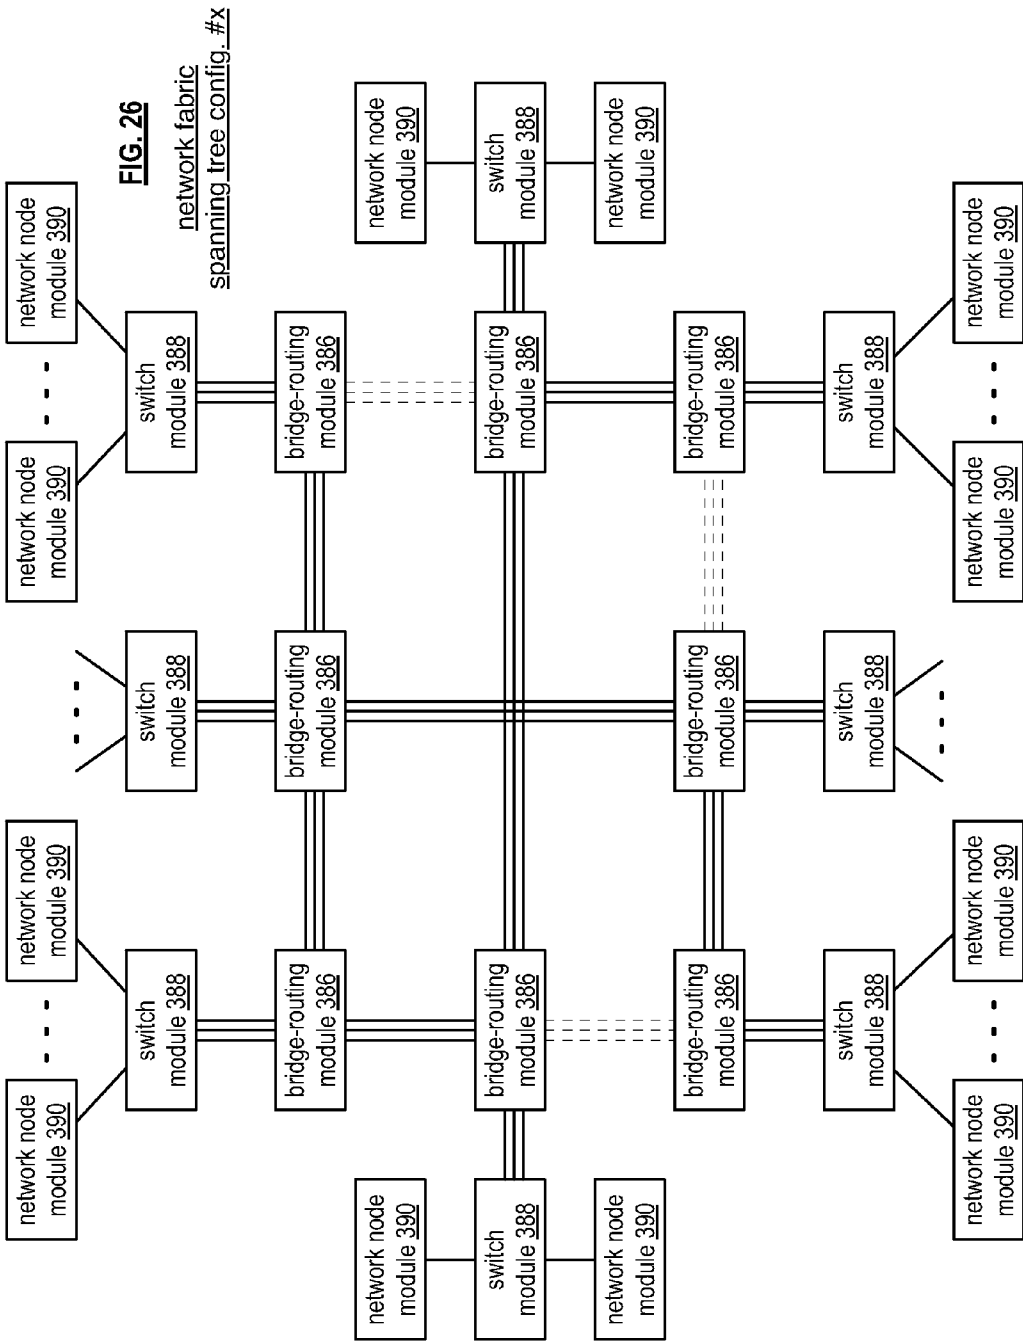 network node
module 390
network node
module 390
network node
module 390
network node
module 390
FIG. 26
network fabric
spanning tree config. #x
switch
module 388
switch
module 388
switch
module 388
bridge-routing
module 386
bridge-routing
module 386
bridge-routing
module 386
network node
module 390
network node
module 390
switch
module 388
bridge-routing
module 386
bridge-routing
module 386
switch
module 388
network node
module 390
network node
module 390
bridge-routing
module 386
bridge-routing
module 386
bridge-routing
module 386
switch
module 388
switch
module 388
switch
module 388
network node
module 390
network node
module 390
network node
module 390
network node
module 390